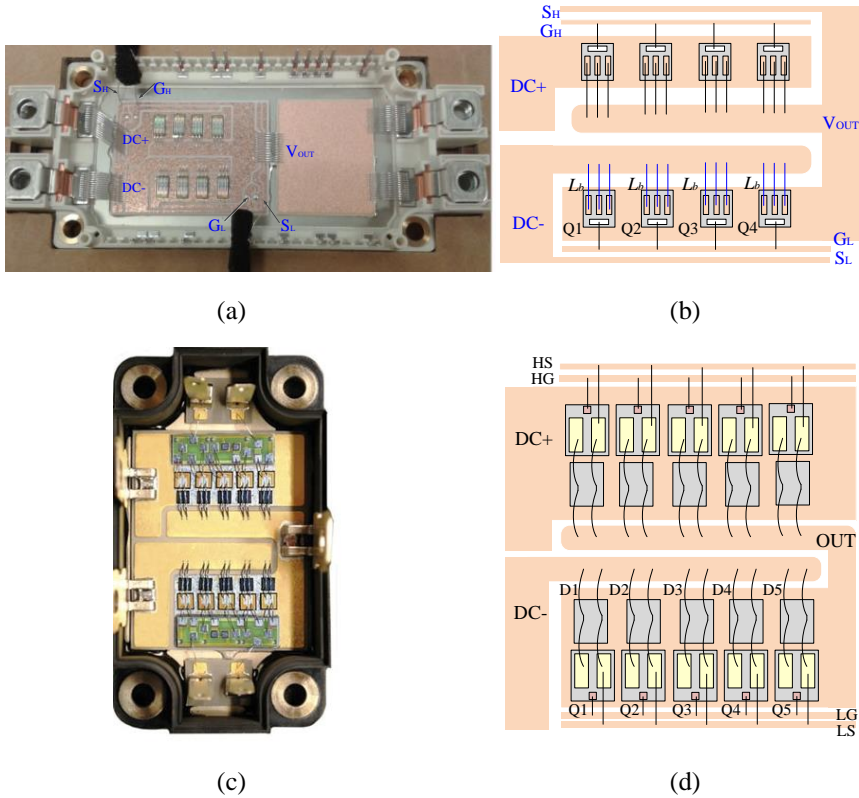 SH
GH
DC+
DC-
VOUT
GL
SL
(a)
SH
GH
DC+
VOUT
Lb Lb Lb Lb
DC-
Q1 Q2 Q3 Q4
GL
SL
(b)
(c)
HS
HG
DC+
OUT
D1 D2 D3 D4 D5
DC-
Q1 Q2 Q3 Q4 Q5
LG
LS
(d)